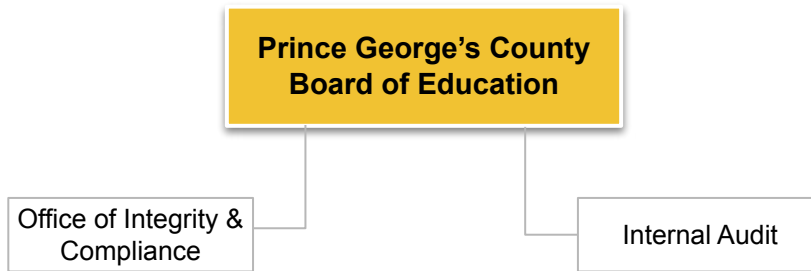 Prince George’s County
Board of Education
Office of Integrity &
Compliance
Internal Audit